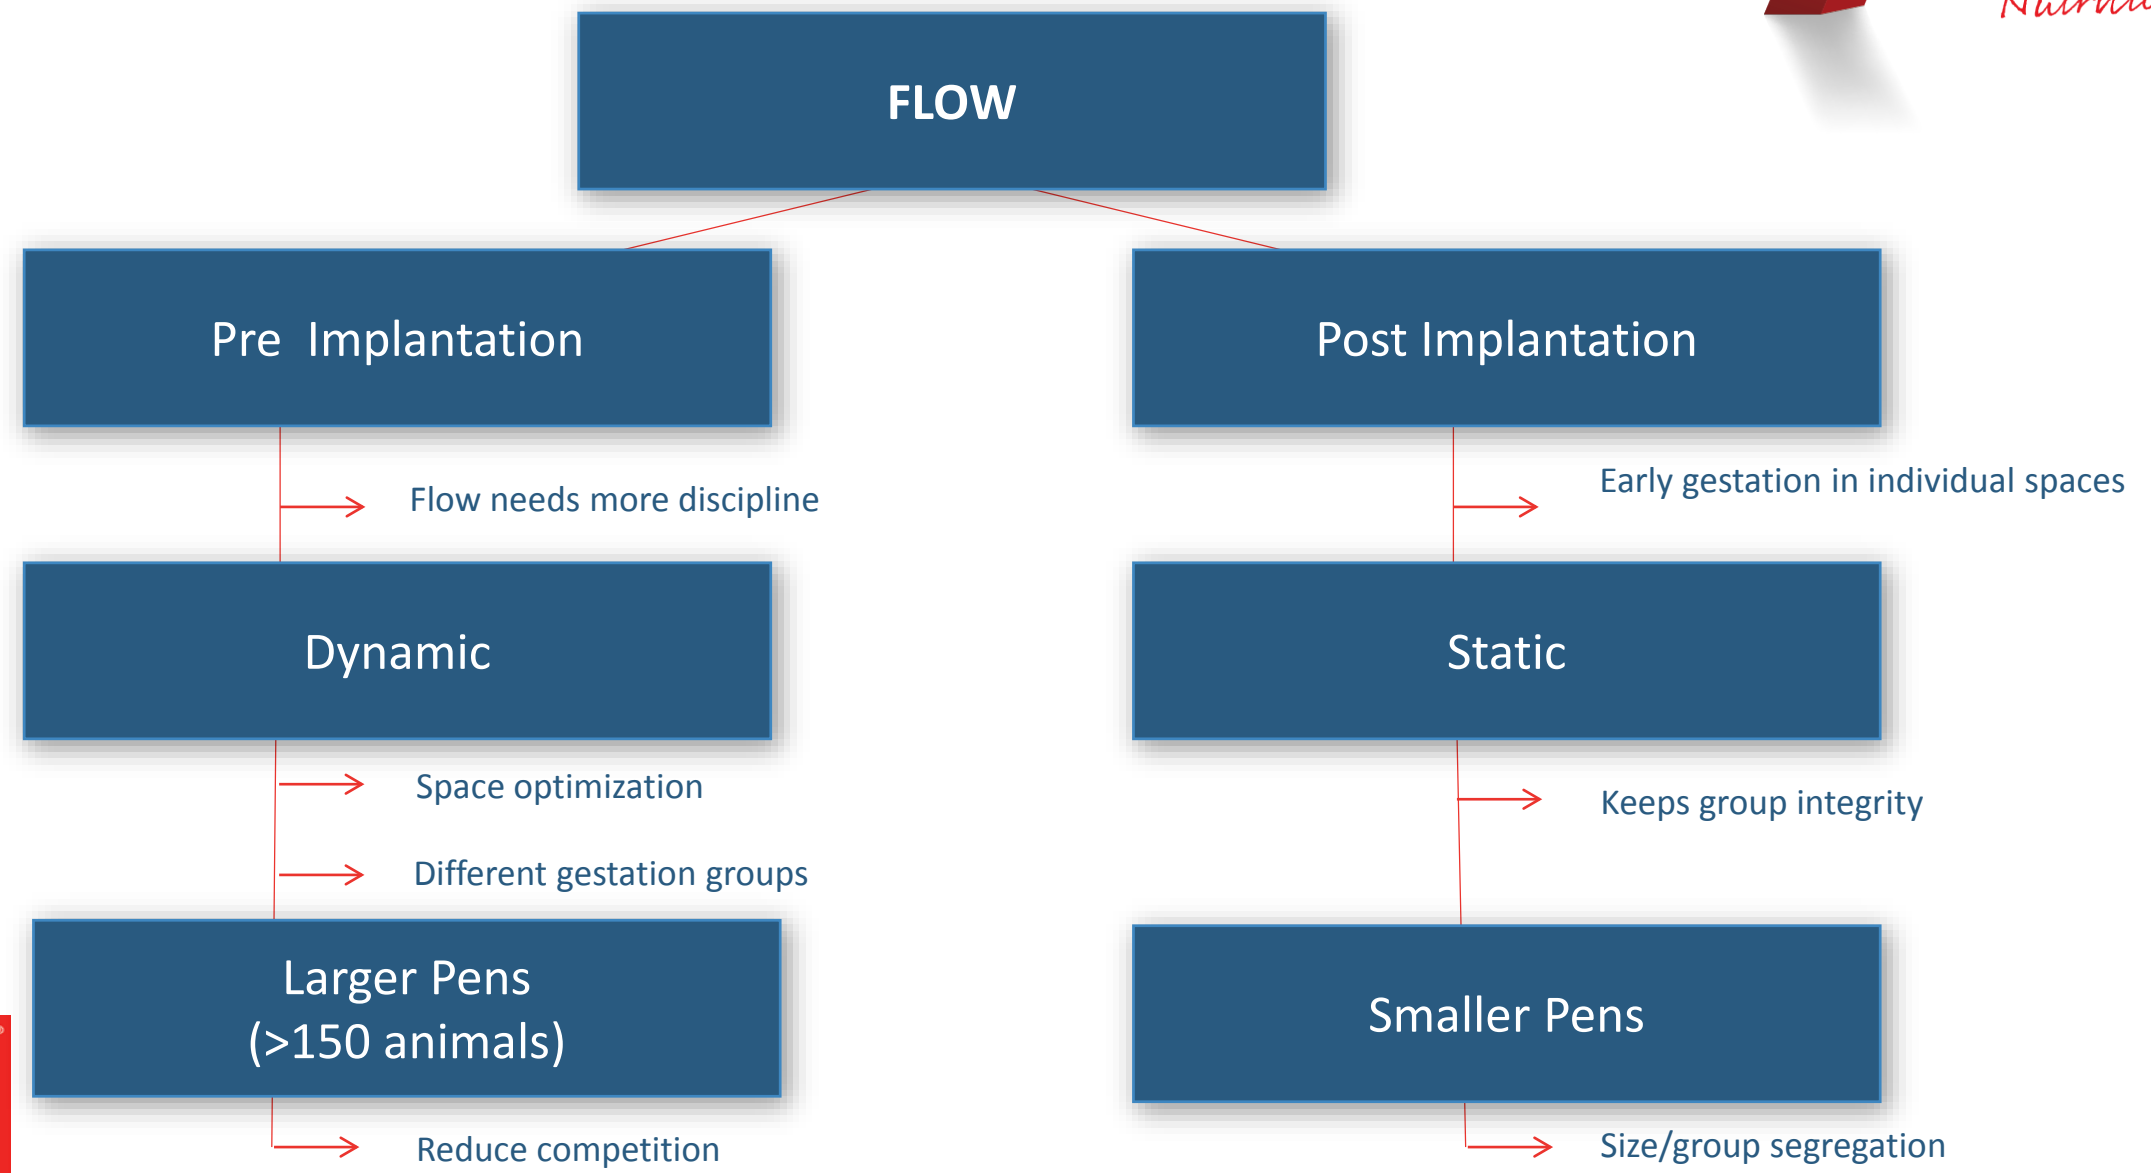 FLOW
Pre  Implantation
Post Implantation
Flow needs more discipline
Early gestation in individual spaces
Dynamic
Static
Space optimization
Keeps group integrity
Different gestation groups
Larger Pens
(>150 animals)
Smaller Pens
Reduce competition
Size/group segregation